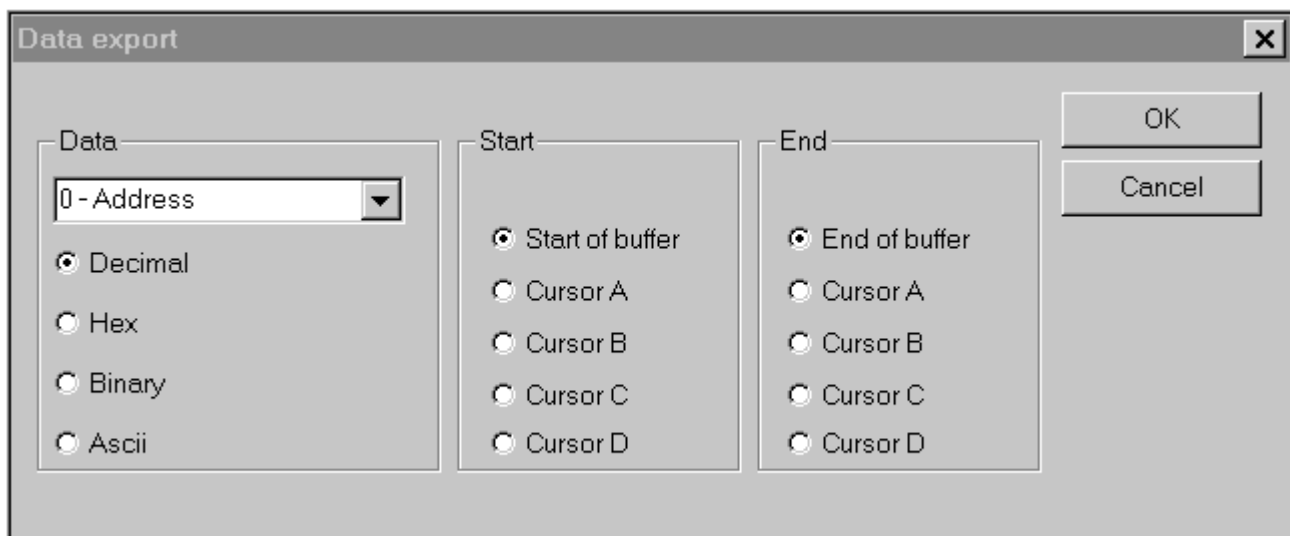 Data export
Data
0 - Address
Decimal
Hex
Binary
Ascii
Start
Start of buffer
Cursor A
Cursor B
Cursor C
Cursor D
End
End of buffer
Cursor A
Cursor B
Cursor C
Cursor D
OK
Cancel